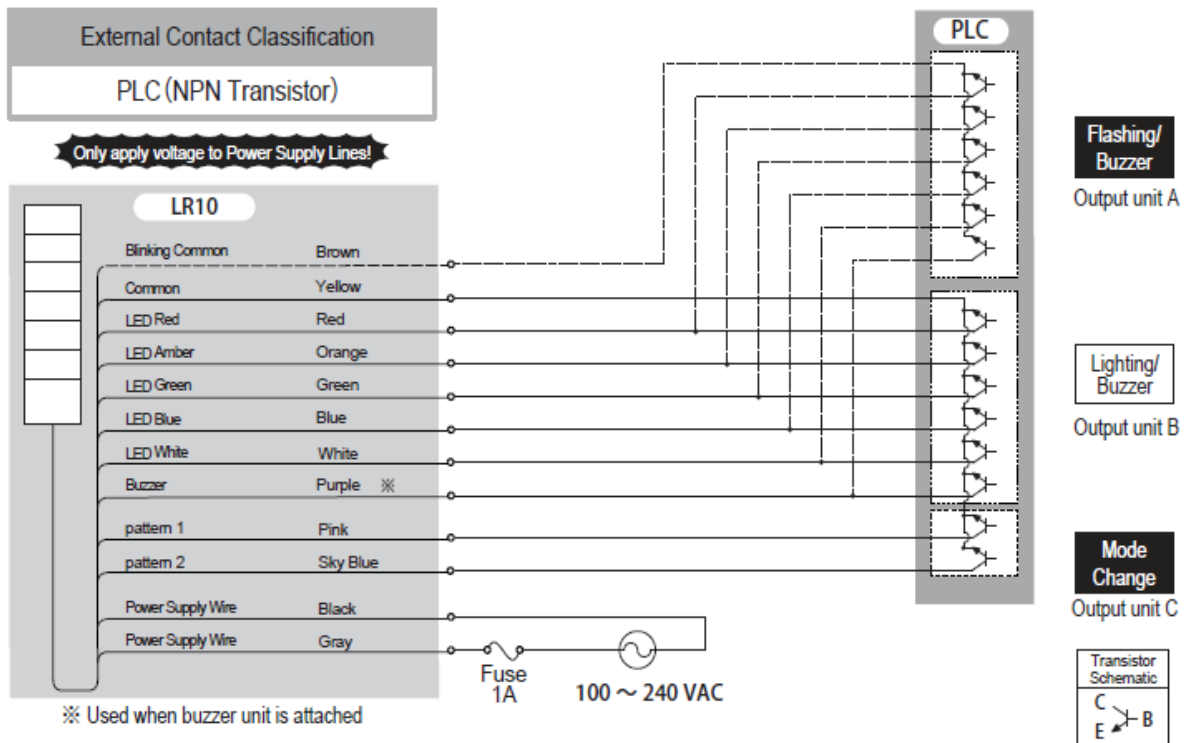 External Contact Classification
PLC (NPN Transistor)
Only apply voltage to Power Supply Lines!
LR10
Blinking Common Brown
Common Yellow
LED Red Red
LED Amber Orange
LED Green Green
LED Blue Blue
LED White White
Buzzer Purple ※
pattern 1 Pink
pattern 2 Sky Blue
Power Supply Wire Black
Power Supply Wire Gray
Fuse
1A
100 ~ 240 VAC
※ Used when buzzer unit is attached
PLC
Flashing/
Buzzer
Output unit A
Lighting/
Buzzer
Output unit B
Mode
Change
Output unit C
Transistor
Schematic
C
B
E